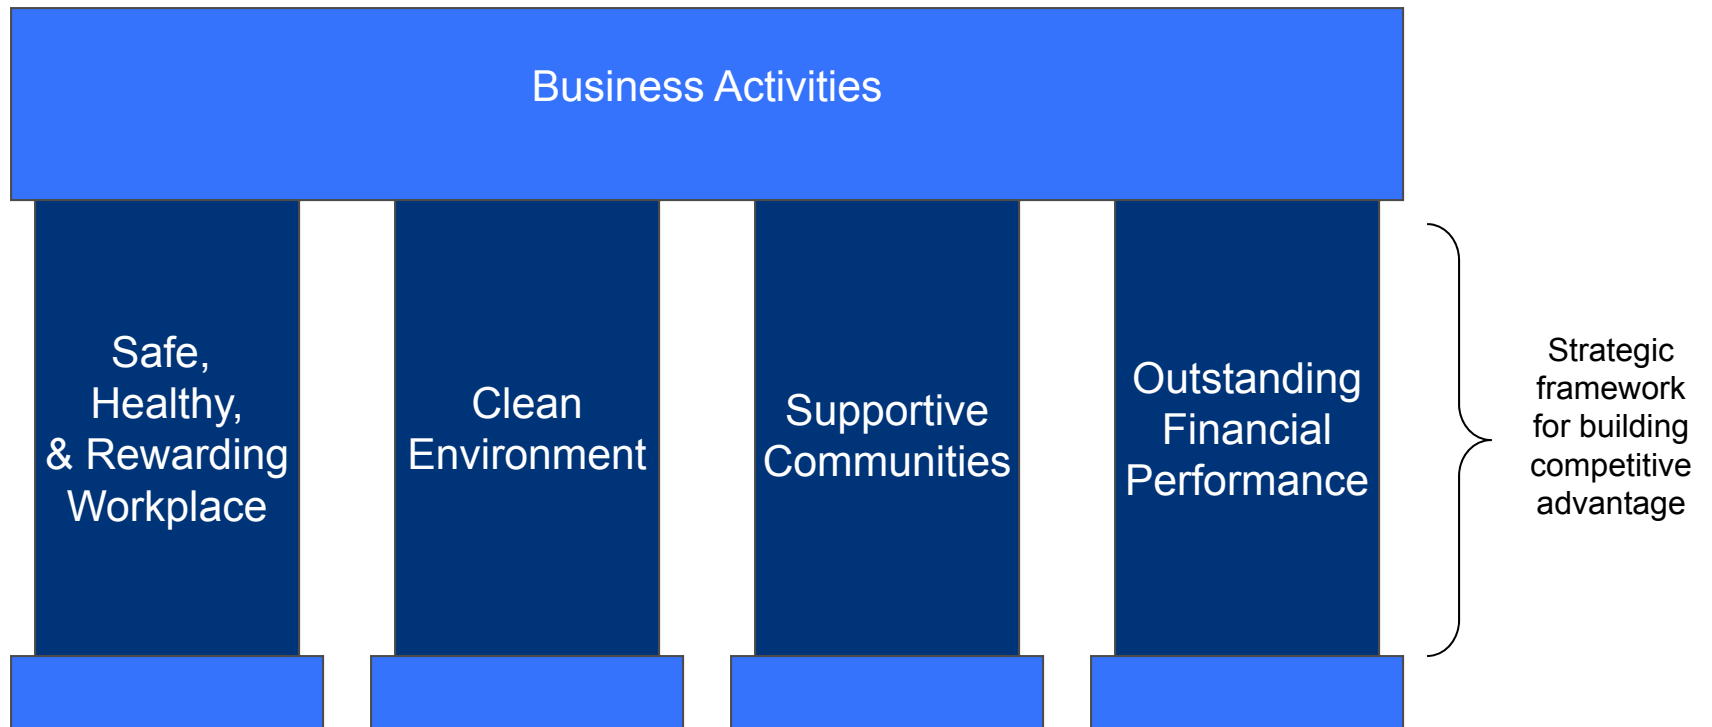 Business Activities
Safe,
Healthy,
& Rewarding
Workplace
Clean
Environment
Supportive
Communities
Outstanding
Financial
Performance
Strategic
framework
for building
competitive
advantage